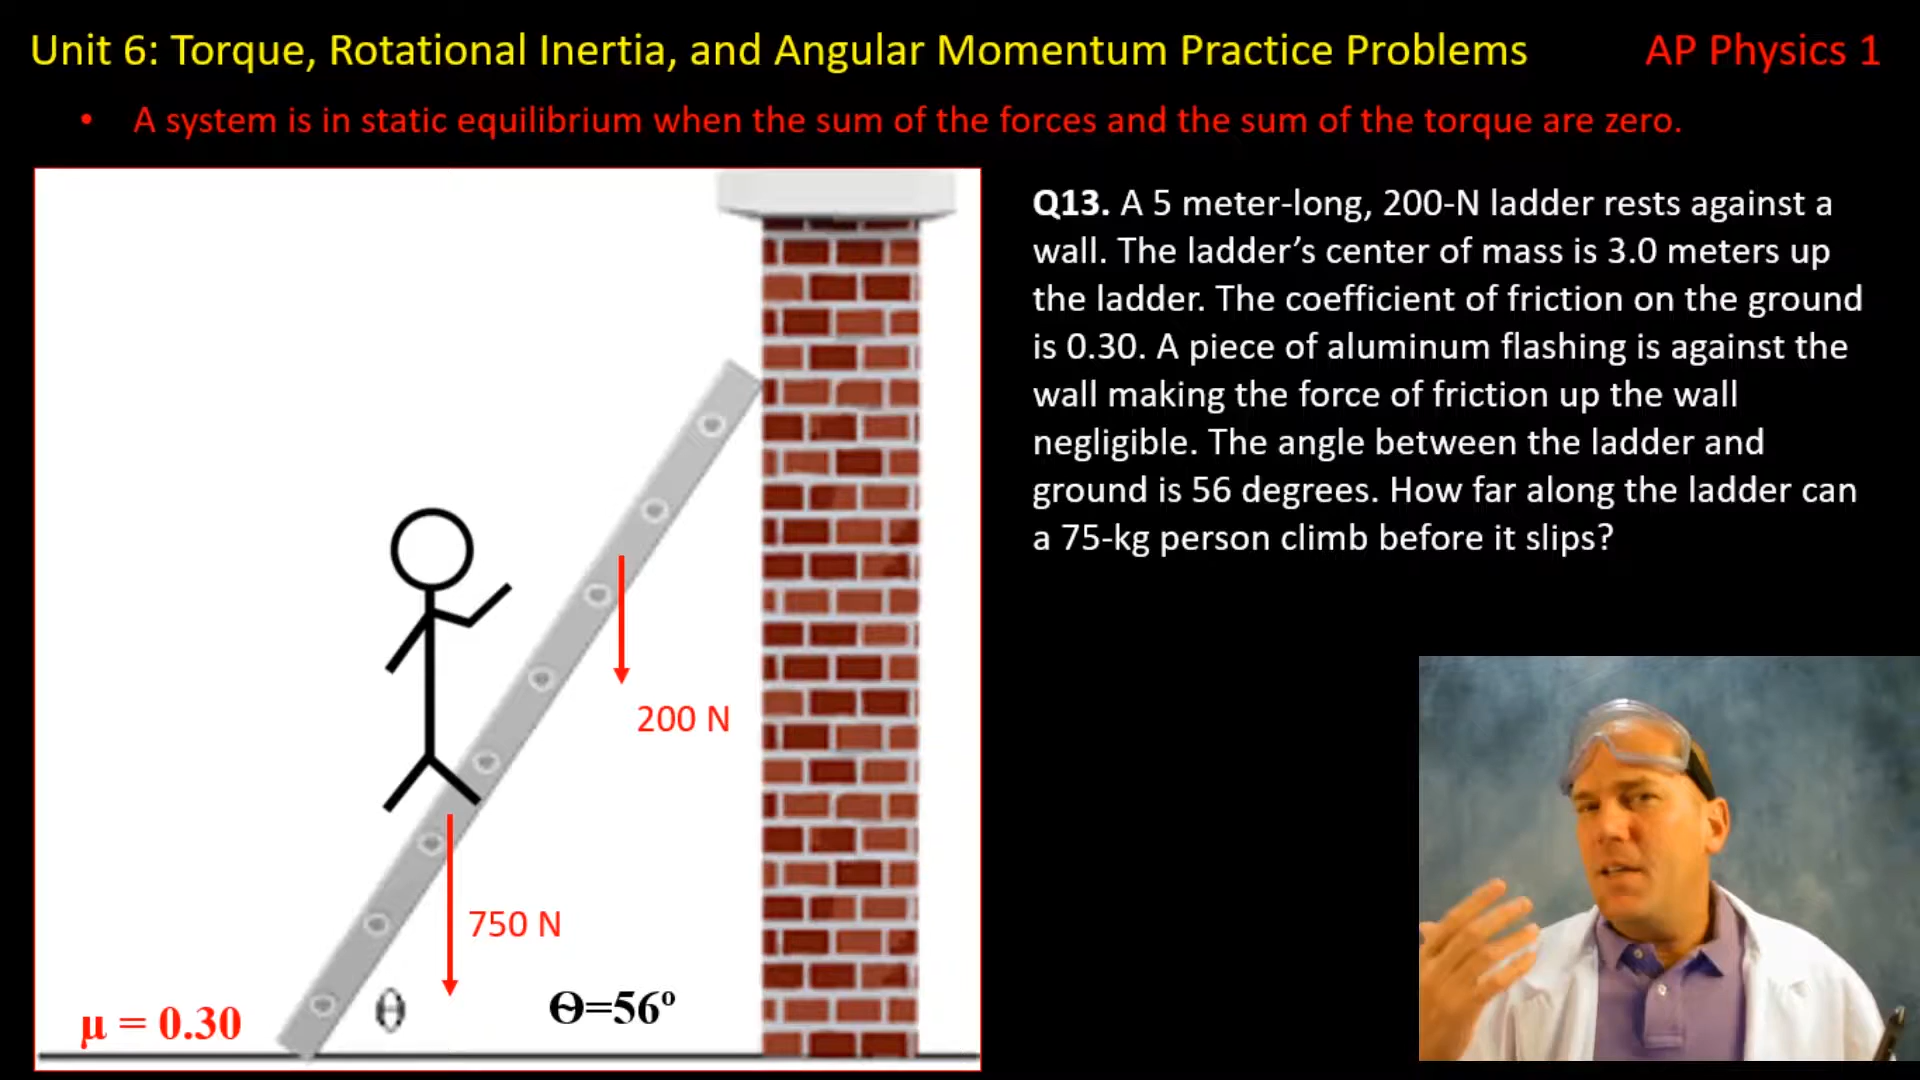 Unit 6: Torque, Rotational Inertia, and Angular Momentum Practice Problems
AP Physics 1
• A system is in static equilibrium when the sum of the forces and the sum of the torque are zero.
Q13. A 5 meter-long, 200-N ladder rests against a
wall. The ladder’s center of mass is 3.0 meters up
the ladder. The coefficient of friction on the ground
is 0.30. A piece of aluminum flashing is against the
wall making the force of friction up the wall
negligible. The angle between the ladder and
ground is 56 degrees. How far along the ladder can
a 75-kg person climb before it slips?
200 N
750 N
μ = 0.30
θ
Θ=56º